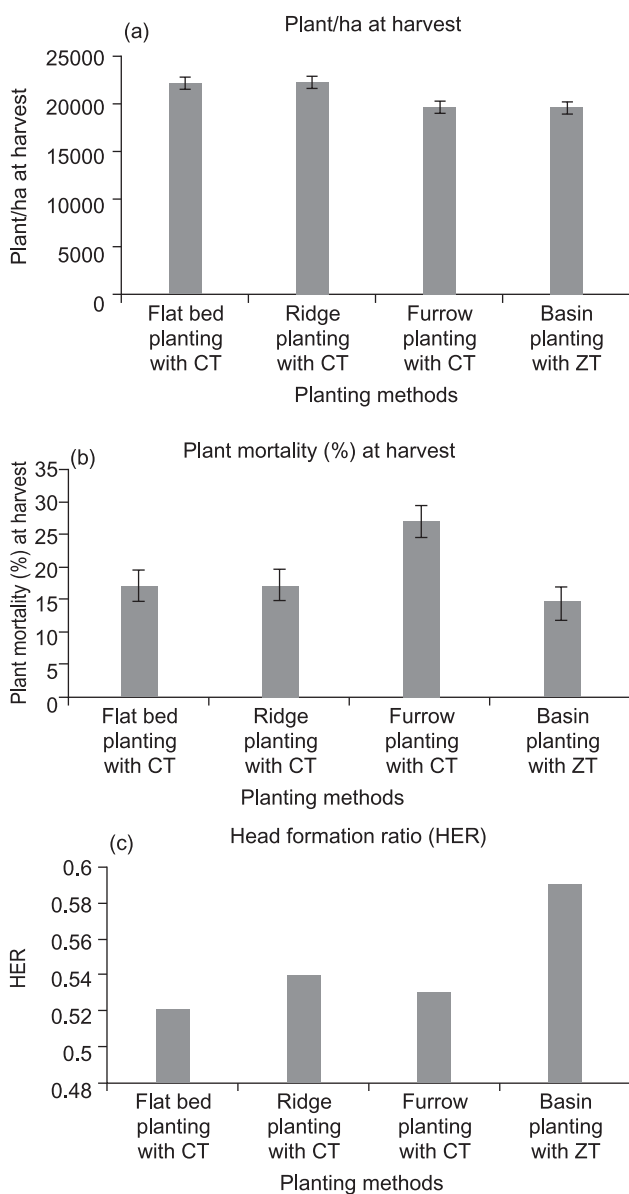 (a)
Plant/ha at harvest
Plant/ha at harvest
25000
20000
15000
10000
5000
0
Flat bed planting with CT
Ridge planting with CT
Furrow planting with CT
Basin planting with ZT
Planting methods
(b)
Plant mortality (%) at harvest
Plant mortality (%) at harvest
35
30
25
20
15
10
5
0
Flat bed planting with CT
Ridge planting with CT
Furrow planting with CT
Basin planting with ZT
Planting methods
(c)
Head formation ratio (HER)
HER
0.6
0.58
0.56
0.54
0.52
0.5
0.48
Flat bed planting with CT
Ridge planting with CT
Furrow planting with CT
Basin planting with ZT
Planting methods